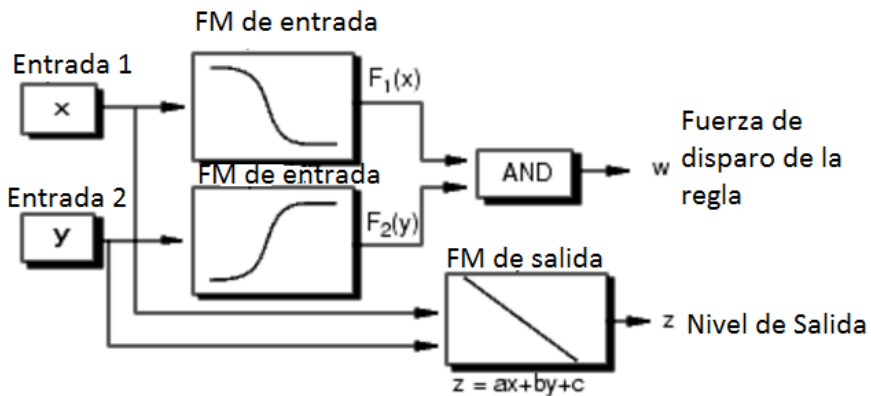 FM de entrada
Entrada 1
x
F₁(x)
FM de entrada
Entrada 2
y
F₂(y)
AND
w
Fuerza de
disparo de la
regla
FM de salida
z
Nivel de Salida
z = ax+by+c